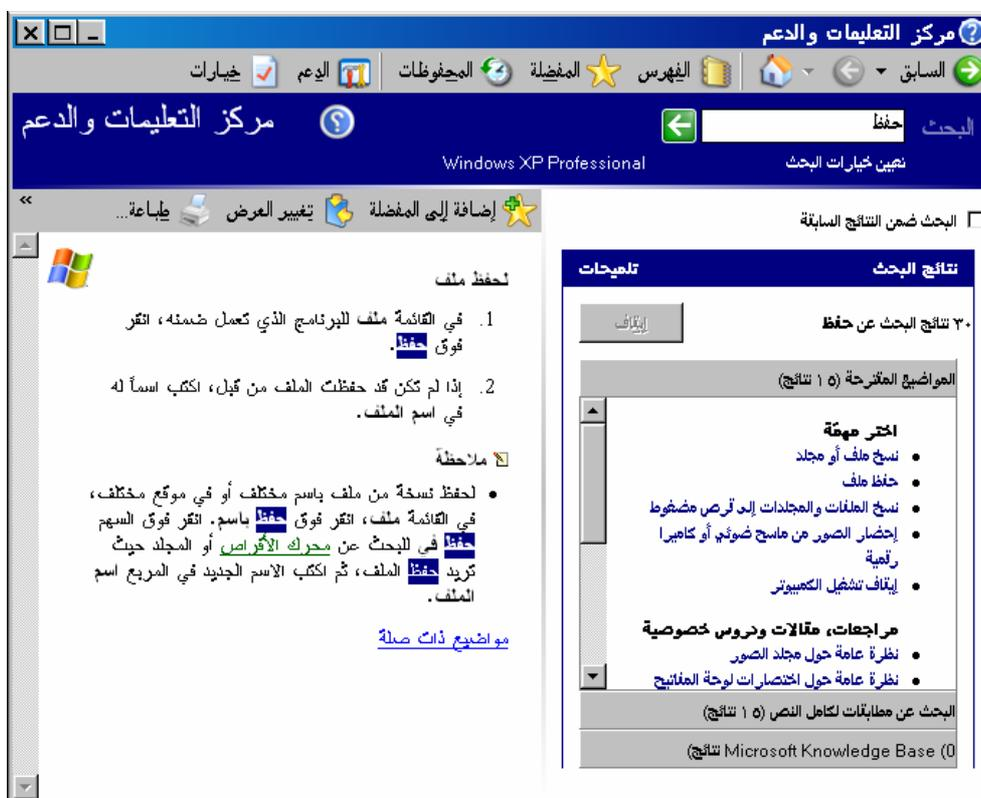 مركز التعليمات والدعم
السابق
الفهرس المفضلة المحفوظات الدعم خيارات
البحث حفظ
مركز التعليمات والدعم
تعيين خيارات البحث
Windows XP Professional
البحث ضمن النتائج السابقة
نتائج البحث تلميحات
٣٠ نتائج البحث عن حفظ
إيقاف
المواضيع المقترحة (١٥ نتائج)
اختر مهمّة
نسخ ملف أو مجلد
حفظ ملف
نسخ الملفات والمجلدات إلى قرص مضغوط
إحضار الصور من ماسح ضوئي أو كاميرا
رقمية
إيقاف تشغيل الكمبيوتر
مراجعات، مقالات ودروس خصوصية
نظرة عامة حول مجلد الصور
نظرة عامة حول اختصارات لوحة المفاتيح
البحث عن مطابقات لكامل النص (١٥ نتائج)
Microsoft Knowledge Base (0 نتائج)
إضافة إلى المفضلة تغيير العرض طباعة...
لحفظ ملف
1. في القائمة ملف للبرنامج الذي تعمل ضمنه، انقر
فوق حفظ.
2. إذا لم تكن قد حفظت الملف من قبل، اكتب اسماً له
في اسم الملف.
ملاحظة
لحفظ نسخة من ملف باسم مختلف أو في موقع مختلف،
في القائمة ملف، انقر فوق حفظ باسم. انقر فوق السهم
حفظ في للبحث عن محرك الأقراص أو المجلد حيث
تريد حفظ الملف، ثم اكتب الاسم الجديد في المربع اسم
الملف.
مواضيع ذات صلة